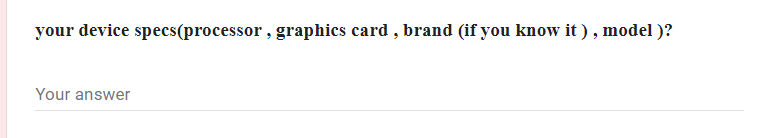 your device specs(processor , graphics card , brand (if you know it ) , model )?
Your answer